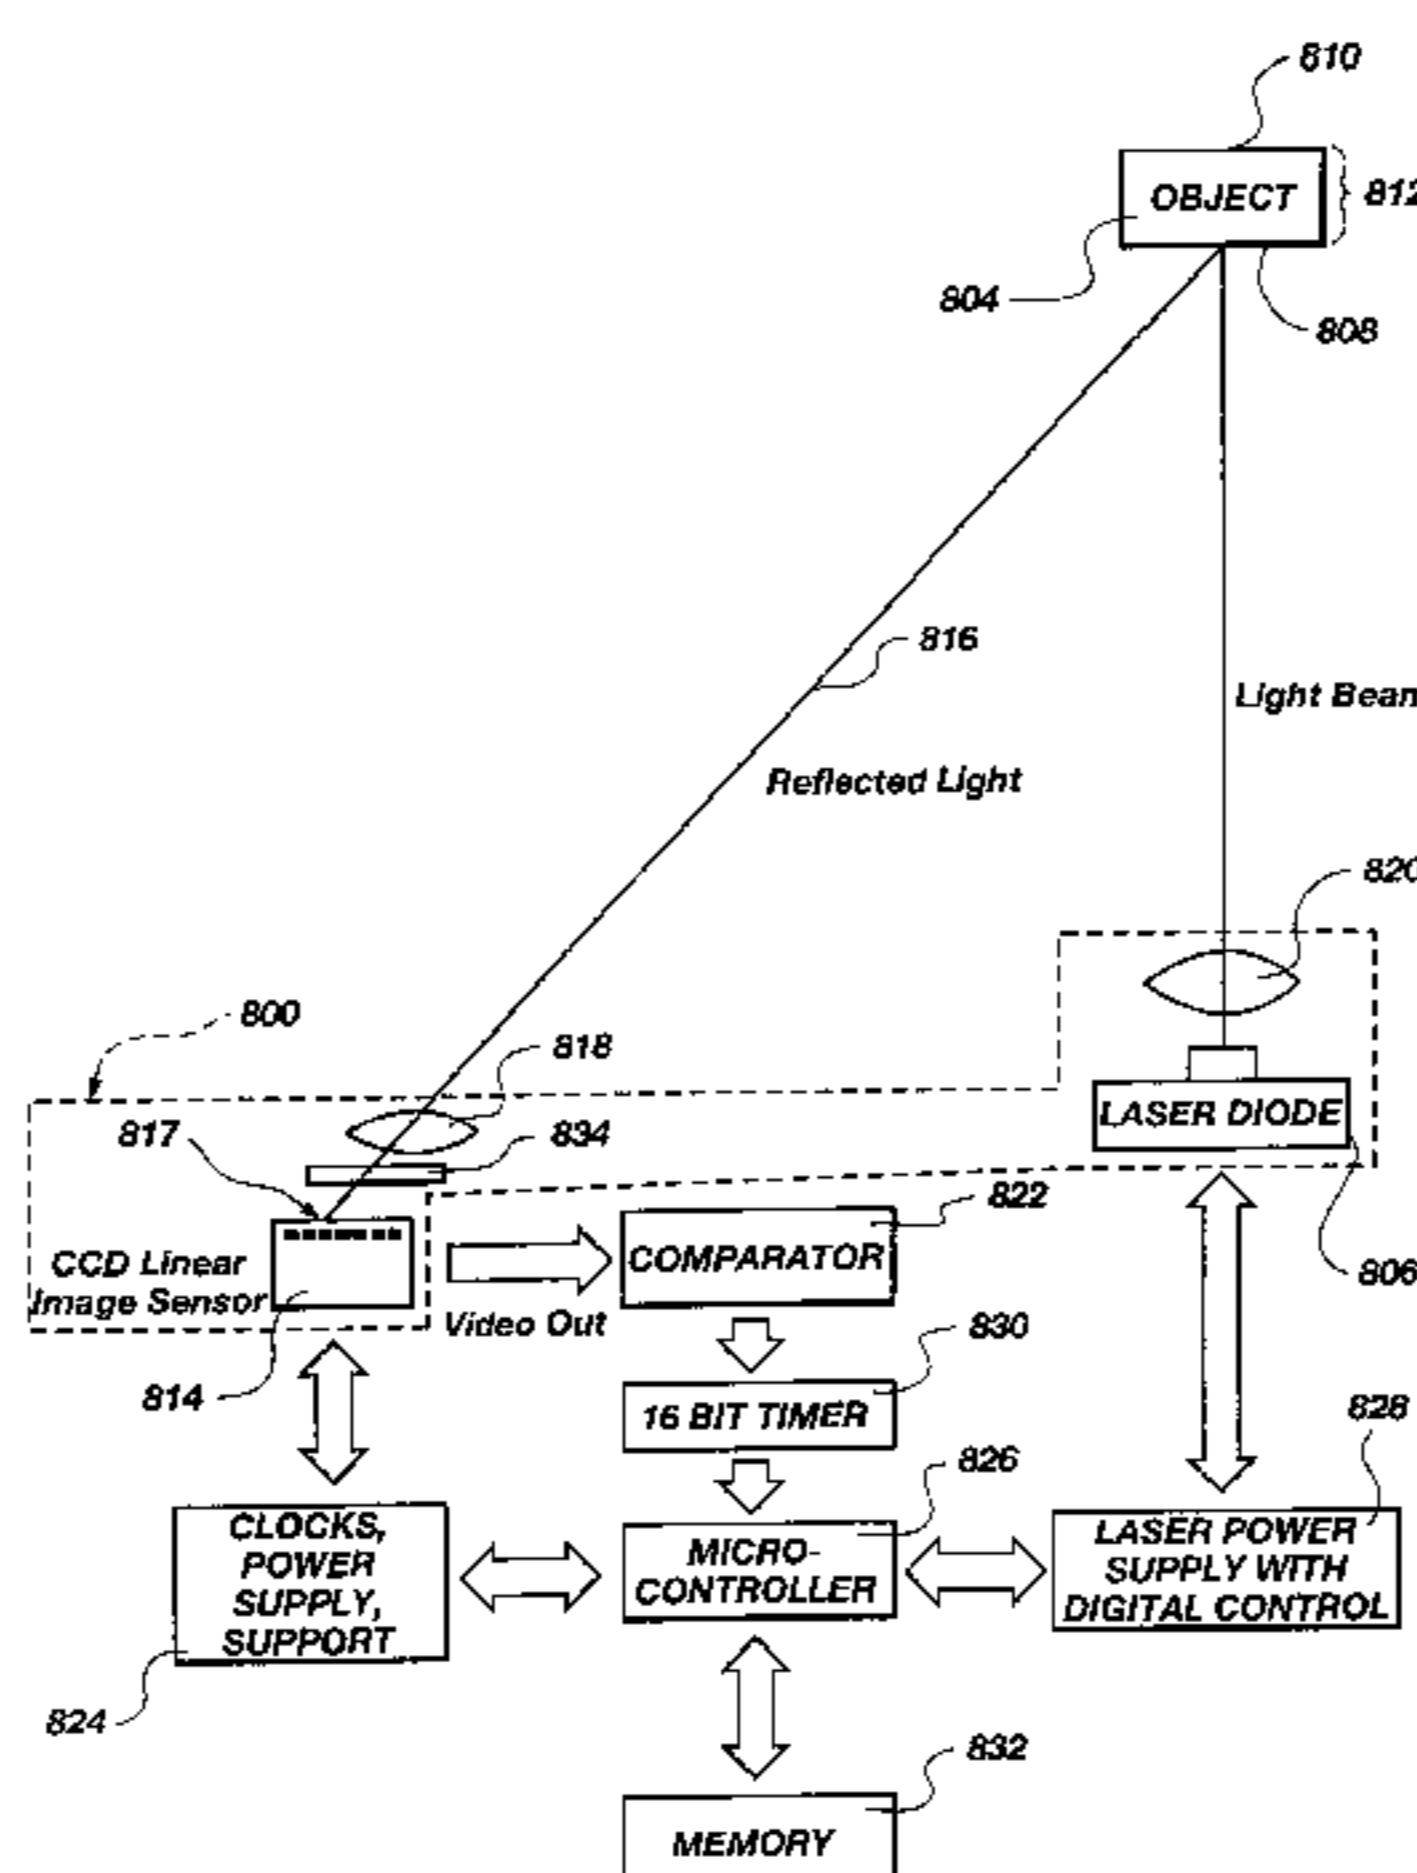 810
OBJECT
812
804
808
816
Light Beam
Reflected Light
820
800
818
817
834
LASER DIODE
822
CCD Linear
Image Sensor
COMPARATOR
806
Video Out
830
814
16 BIT TIMER
828
826
CLOCKS,
POWER
SUPPLY,
SUPPORT
MICRO-
CONTROLLER
LASER POWER
SUPPLY WITH
DIGITAL CONTROL
824
832
MEMORY